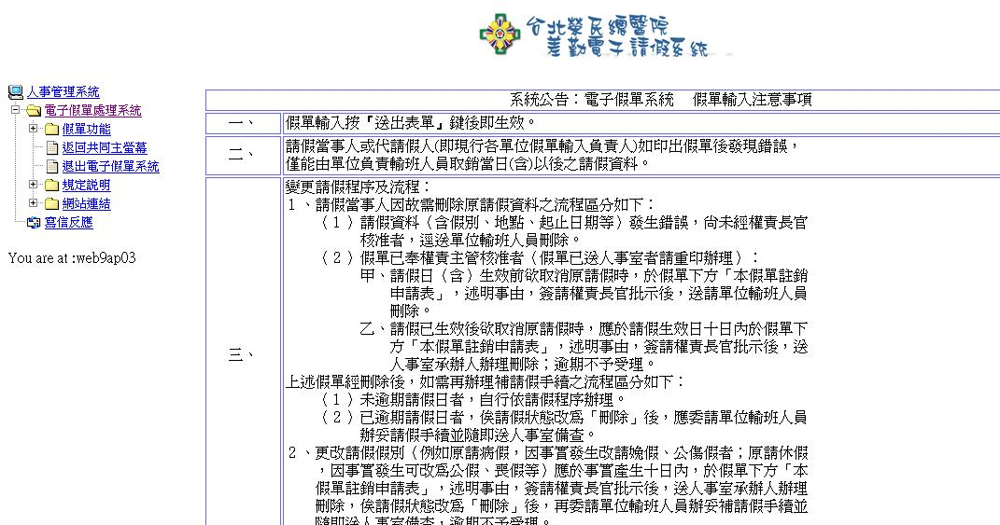 台北榮民總醫院
差勤電子請假系統
人事管理系統
電子假單處理系統
假單功能
返回共同主螢幕
退出電子假單系統
規定說明
網站連結
寫信反應
You are at :web9ap03
系統公告：電子假單系統　假單輸入注意事項
一、
假單輸入按『送出表單』鍵後即生效。
二、
請假當事人或代請假人(即現行各單位假單輸入負責人)如印出假單後發現錯誤，
僅能由單位負責輪班人員取銷當日(含)以後之請假資料。
三、
變更請假程序及流程：
1、請假當事人因故需刪除原請假資料之流程區分如下：
（1）請假資料（含假別、地點、起止日期等）發生錯誤，尚未經權責長官
核准者，逕送單位輪班人員刪除。
（2）假單已奉權責主管核准者（假單已送人事室者請重印辦理）：
甲、請假日（含）生效前欲取消原請假時，於假單下方「本假單註銷
申請表」，述明事由，簽請權責長官批示後，送請單位輪班人員
刪除。
乙、請假已生效後欲取消原請假時，應於請假生效日十日內於假單下
方「本假單註銷申請表」，述明事由，簽請權責長官批示後，送
人事室承辦人辦理刪除；逾期不予受理。
上述假單經刪除後，如需再辦理補請假手續之流程區分如下：
（1）未逾期請假日者，自行依請假程序辦理。
（2）已逾期請假日者，俟請假狀態改為「刪除」後，應委請單位輪班人員
辦妥請假手續並隨即送人事室備查。
2、更改請假假別（例如原請病假，因事實發生改請娩假、公傷假者；原請休假
，因事實發生可改為公假、喪假等）應於事實產生十日內，於假單下方「本
假單註銷申請表」，述明事由，簽請權責長官批示後，送人事室承辦人辦理
刪除，俟請假狀態改為「刪除」後，再委請單位輪班人員辦妥補請假手續並
隨即送人事室備查，逾期不予受理。